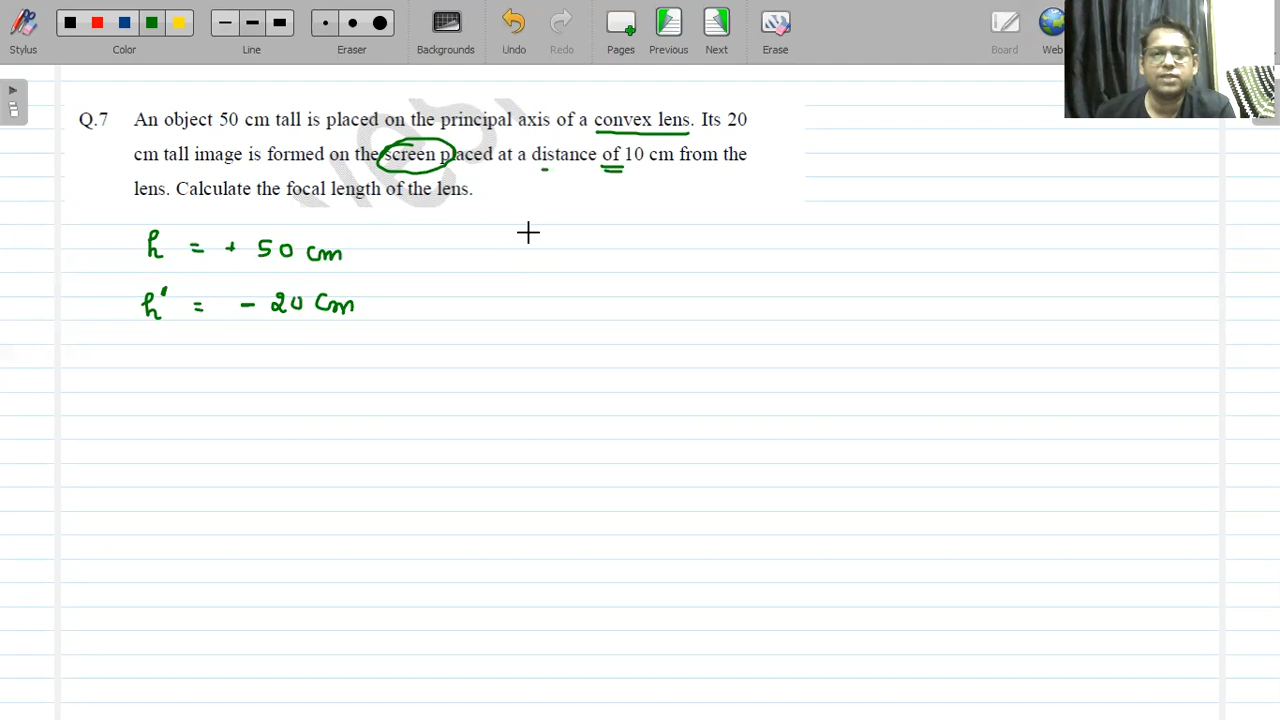 Stylus
Color
Line
Eraser
Backgrounds
Undo
Redo
Pages
Previous
Next
Erase
Board
Web
Q.7 An object 50 cm tall is placed on the principal axis of a convex lens. Its 20
cm tall image is formed on the screen placed at a distance of 10 cm from the
lens. Calculate the focal length of the lens.
h = + 50 cm
h' = - 20 cm